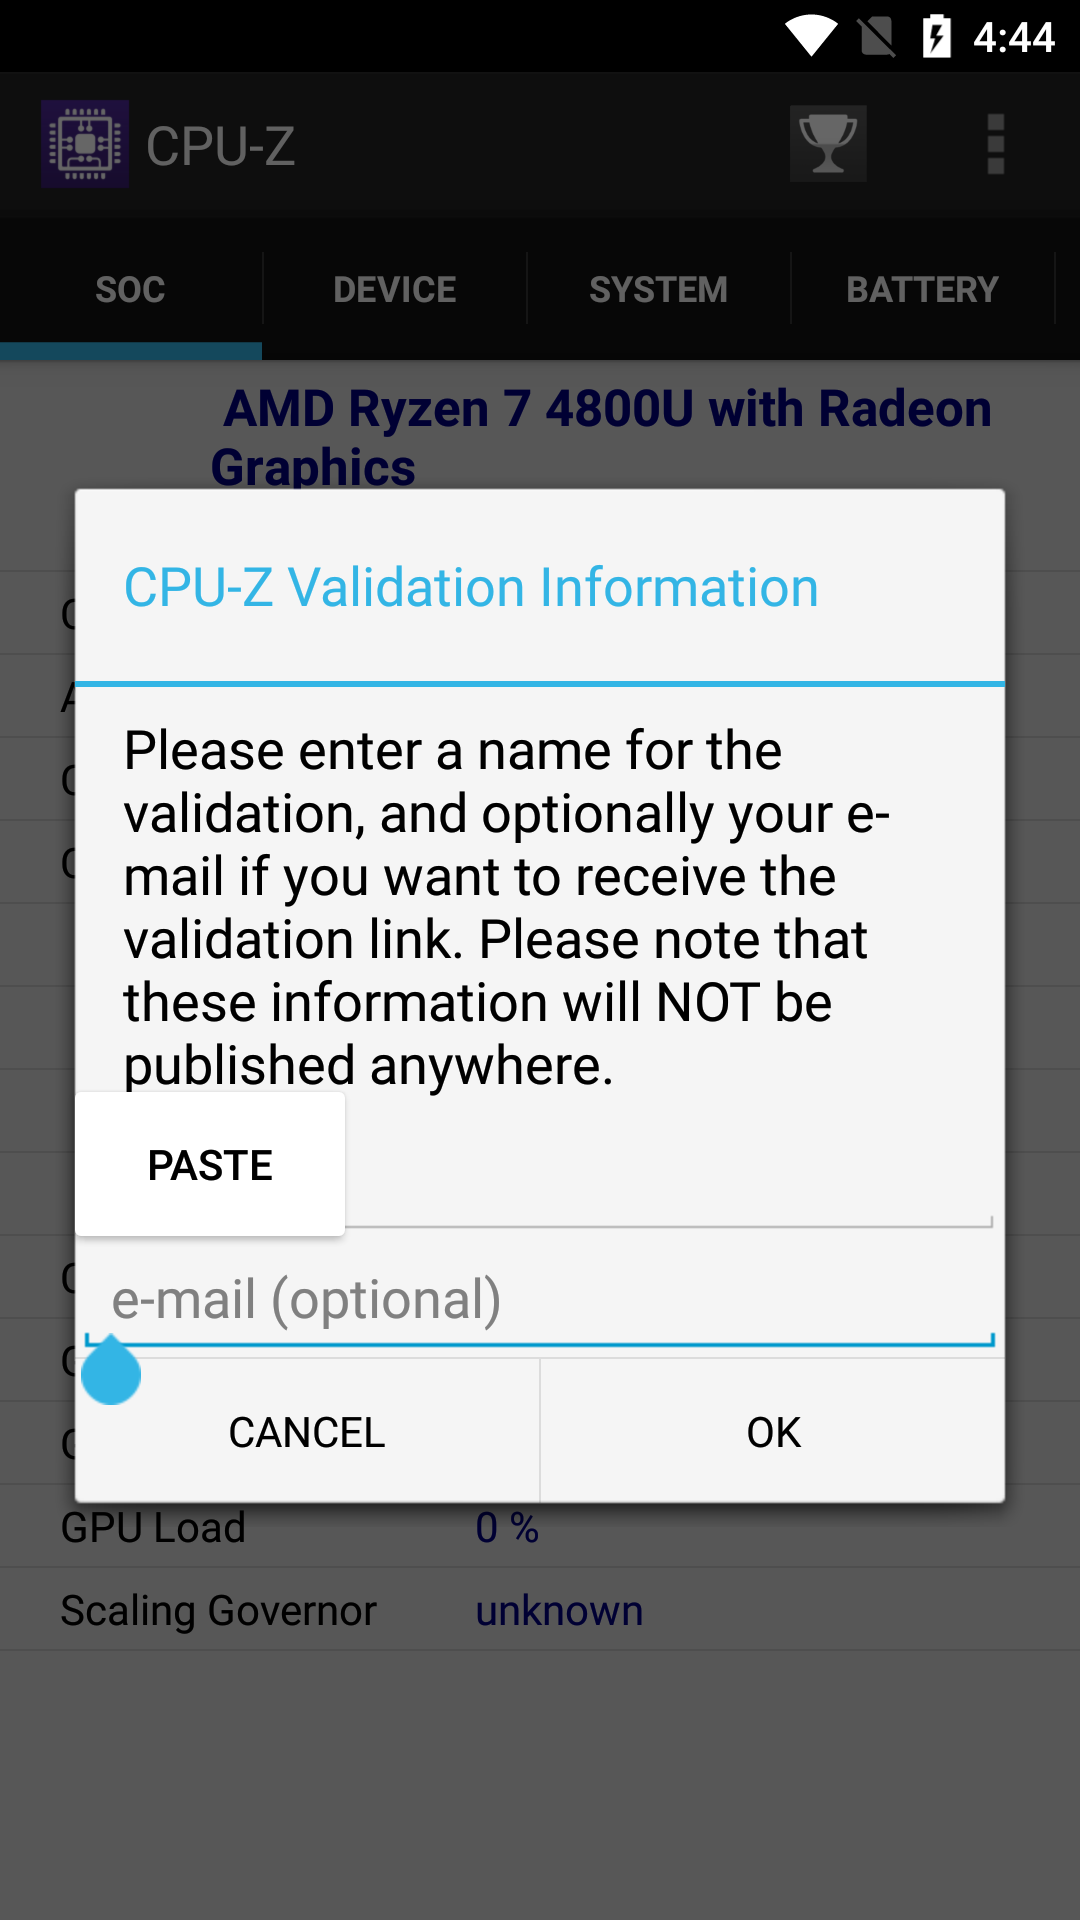 4:44
CPU-Z
SOC
DEVICE
SYSTEM
BATTERY
AMD Ryzen 7 4800U with Radeon
Graphics
CPU-Z Validation Information
Please enter a name for the
validation, and optionally your e-
mail if you want to receive the
validation link. Please note that
these information will NOT be
published anywhere.
PASTE
e-mail (optional)
CANCEL
OK
GPU Load
0 %
Scaling Governor
unknown